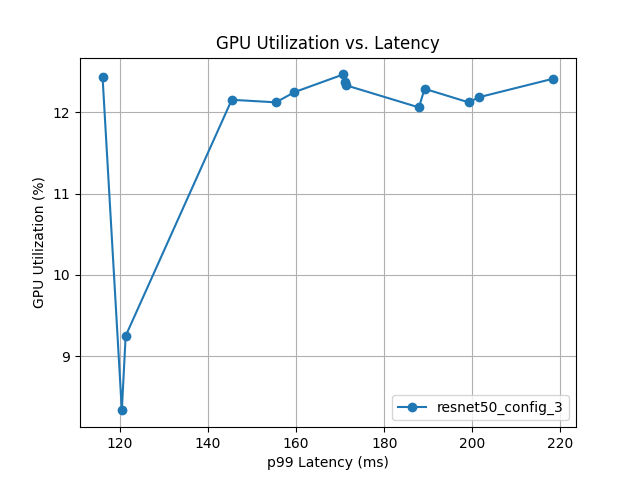 GPU Utilization vs. Latency
GPU Utilization (%)
12
11
10
9
resnet50_config_3
120 140 160 180 200 220
p99 Latency (ms)